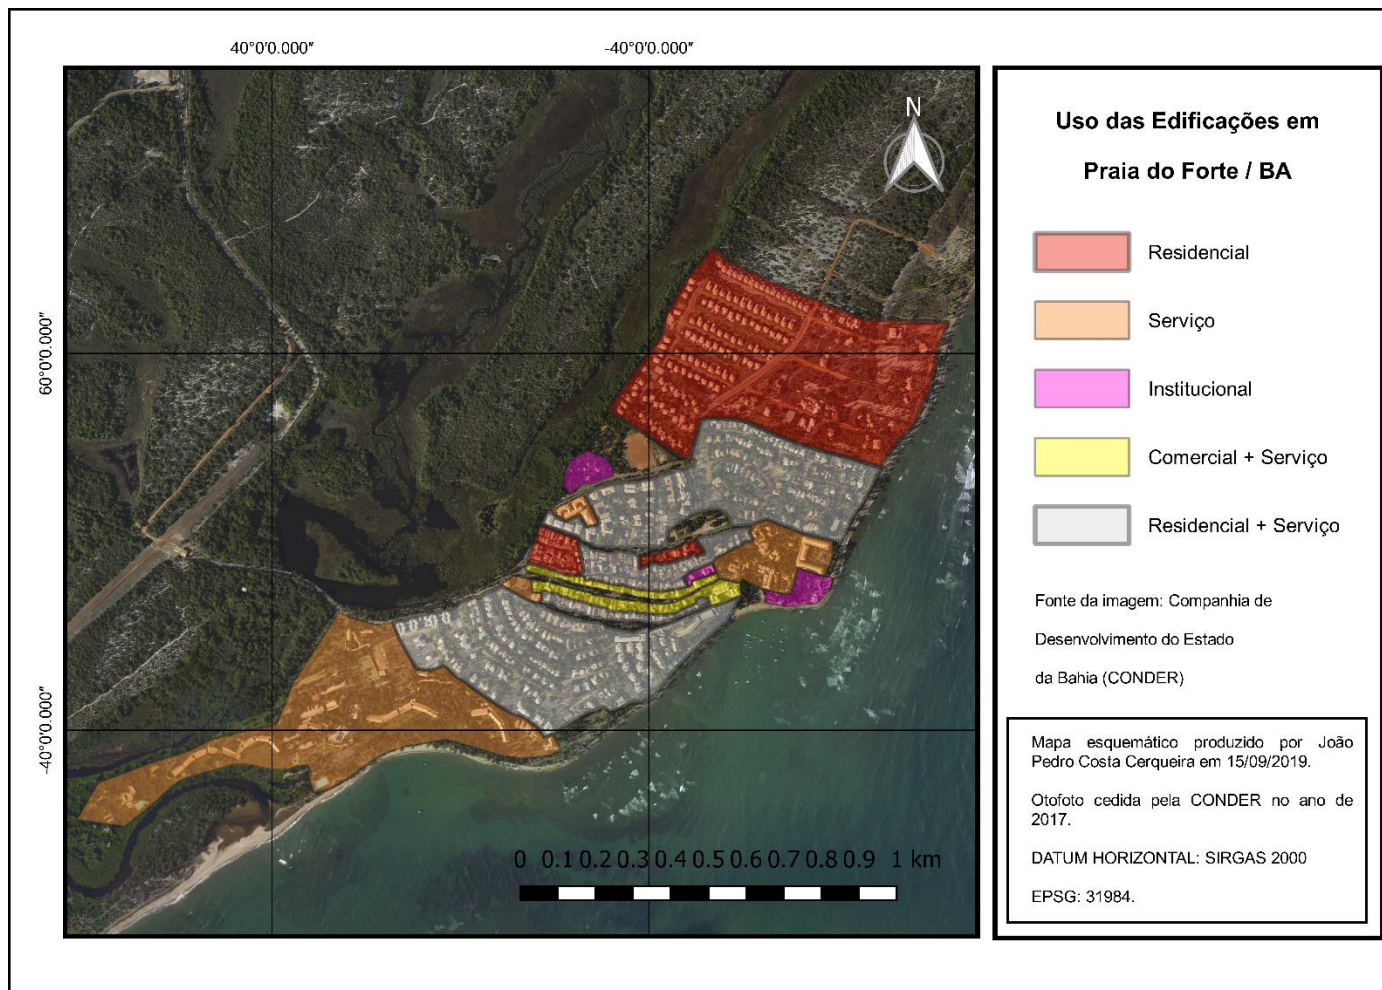 40°0'0.000"
-40°0'0.000"
60°0'0.000"
-40°0'0.000"
N
0 0.1 0.2 0.3 0.4 0.5 0.6 0.7 0.8 0.9 1 km
Uso das Edificações em
Praia do Forte / BA
Residencial
Serviço
Institucional
Comercial + Serviço
Residencial + Serviço
Fonte da imagem: Companhia de
Desenvolvimento do Estado
da Bahia (CONDER)
Mapa esquemático produzido por João
Pedro Costa Cerqueira em 15/09/2019.
Otofoto cedida pela CONDER no ano de
2017.
DATUM HORIZONTAL: SIRGAS 2000
EPSG: 31984.